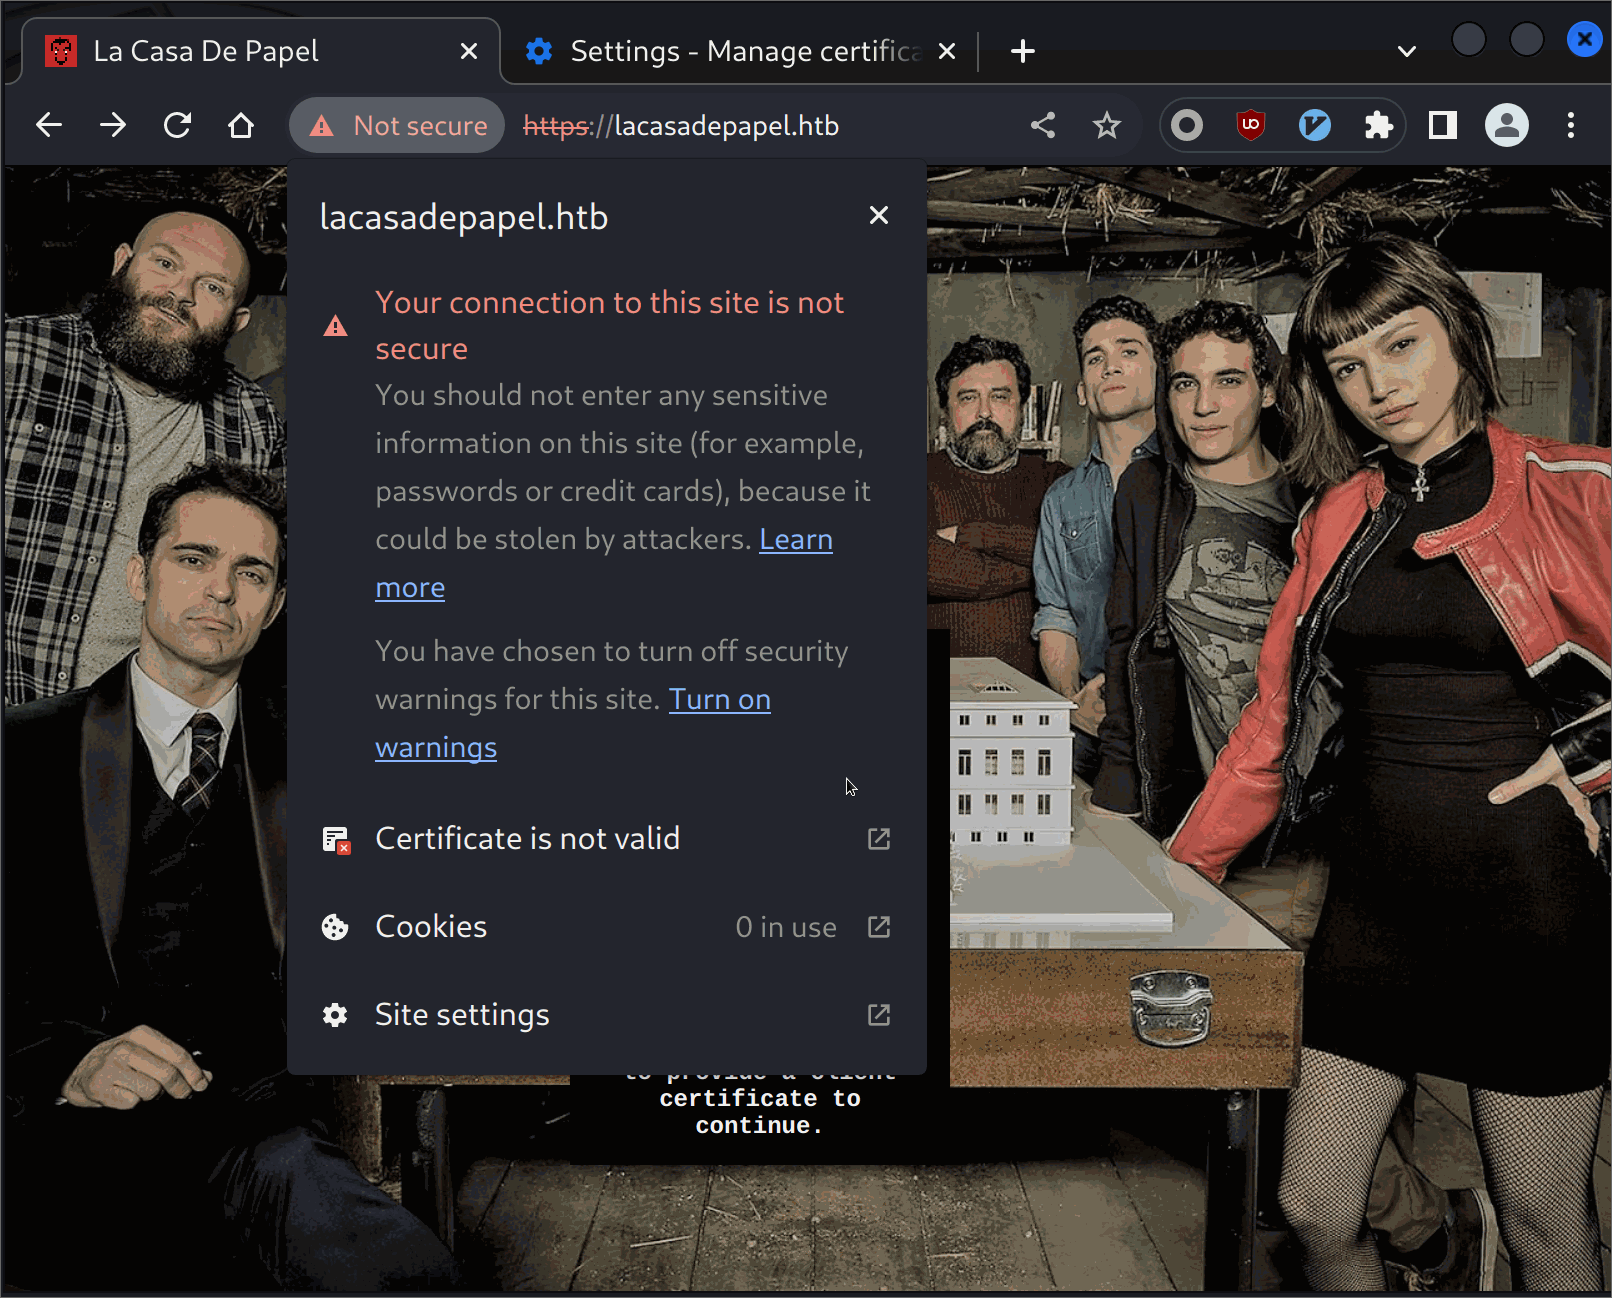 La Casa De Papel
Settings - Manage certifica
Not secure
https://lacasadepapel.htb
lacasadepapel.htb
Your connection to this site is not
secure
You should not enter any sensitive
information on this site (for example,
passwords or credit cards), because it
could be stolen by attackers. Learn
more
You have chosen to turn off security
warnings for this site. Turn on
warnings
Certificate is not valid
Cookies
0 in use
Site settings
to provide a client
certificate to
continue.